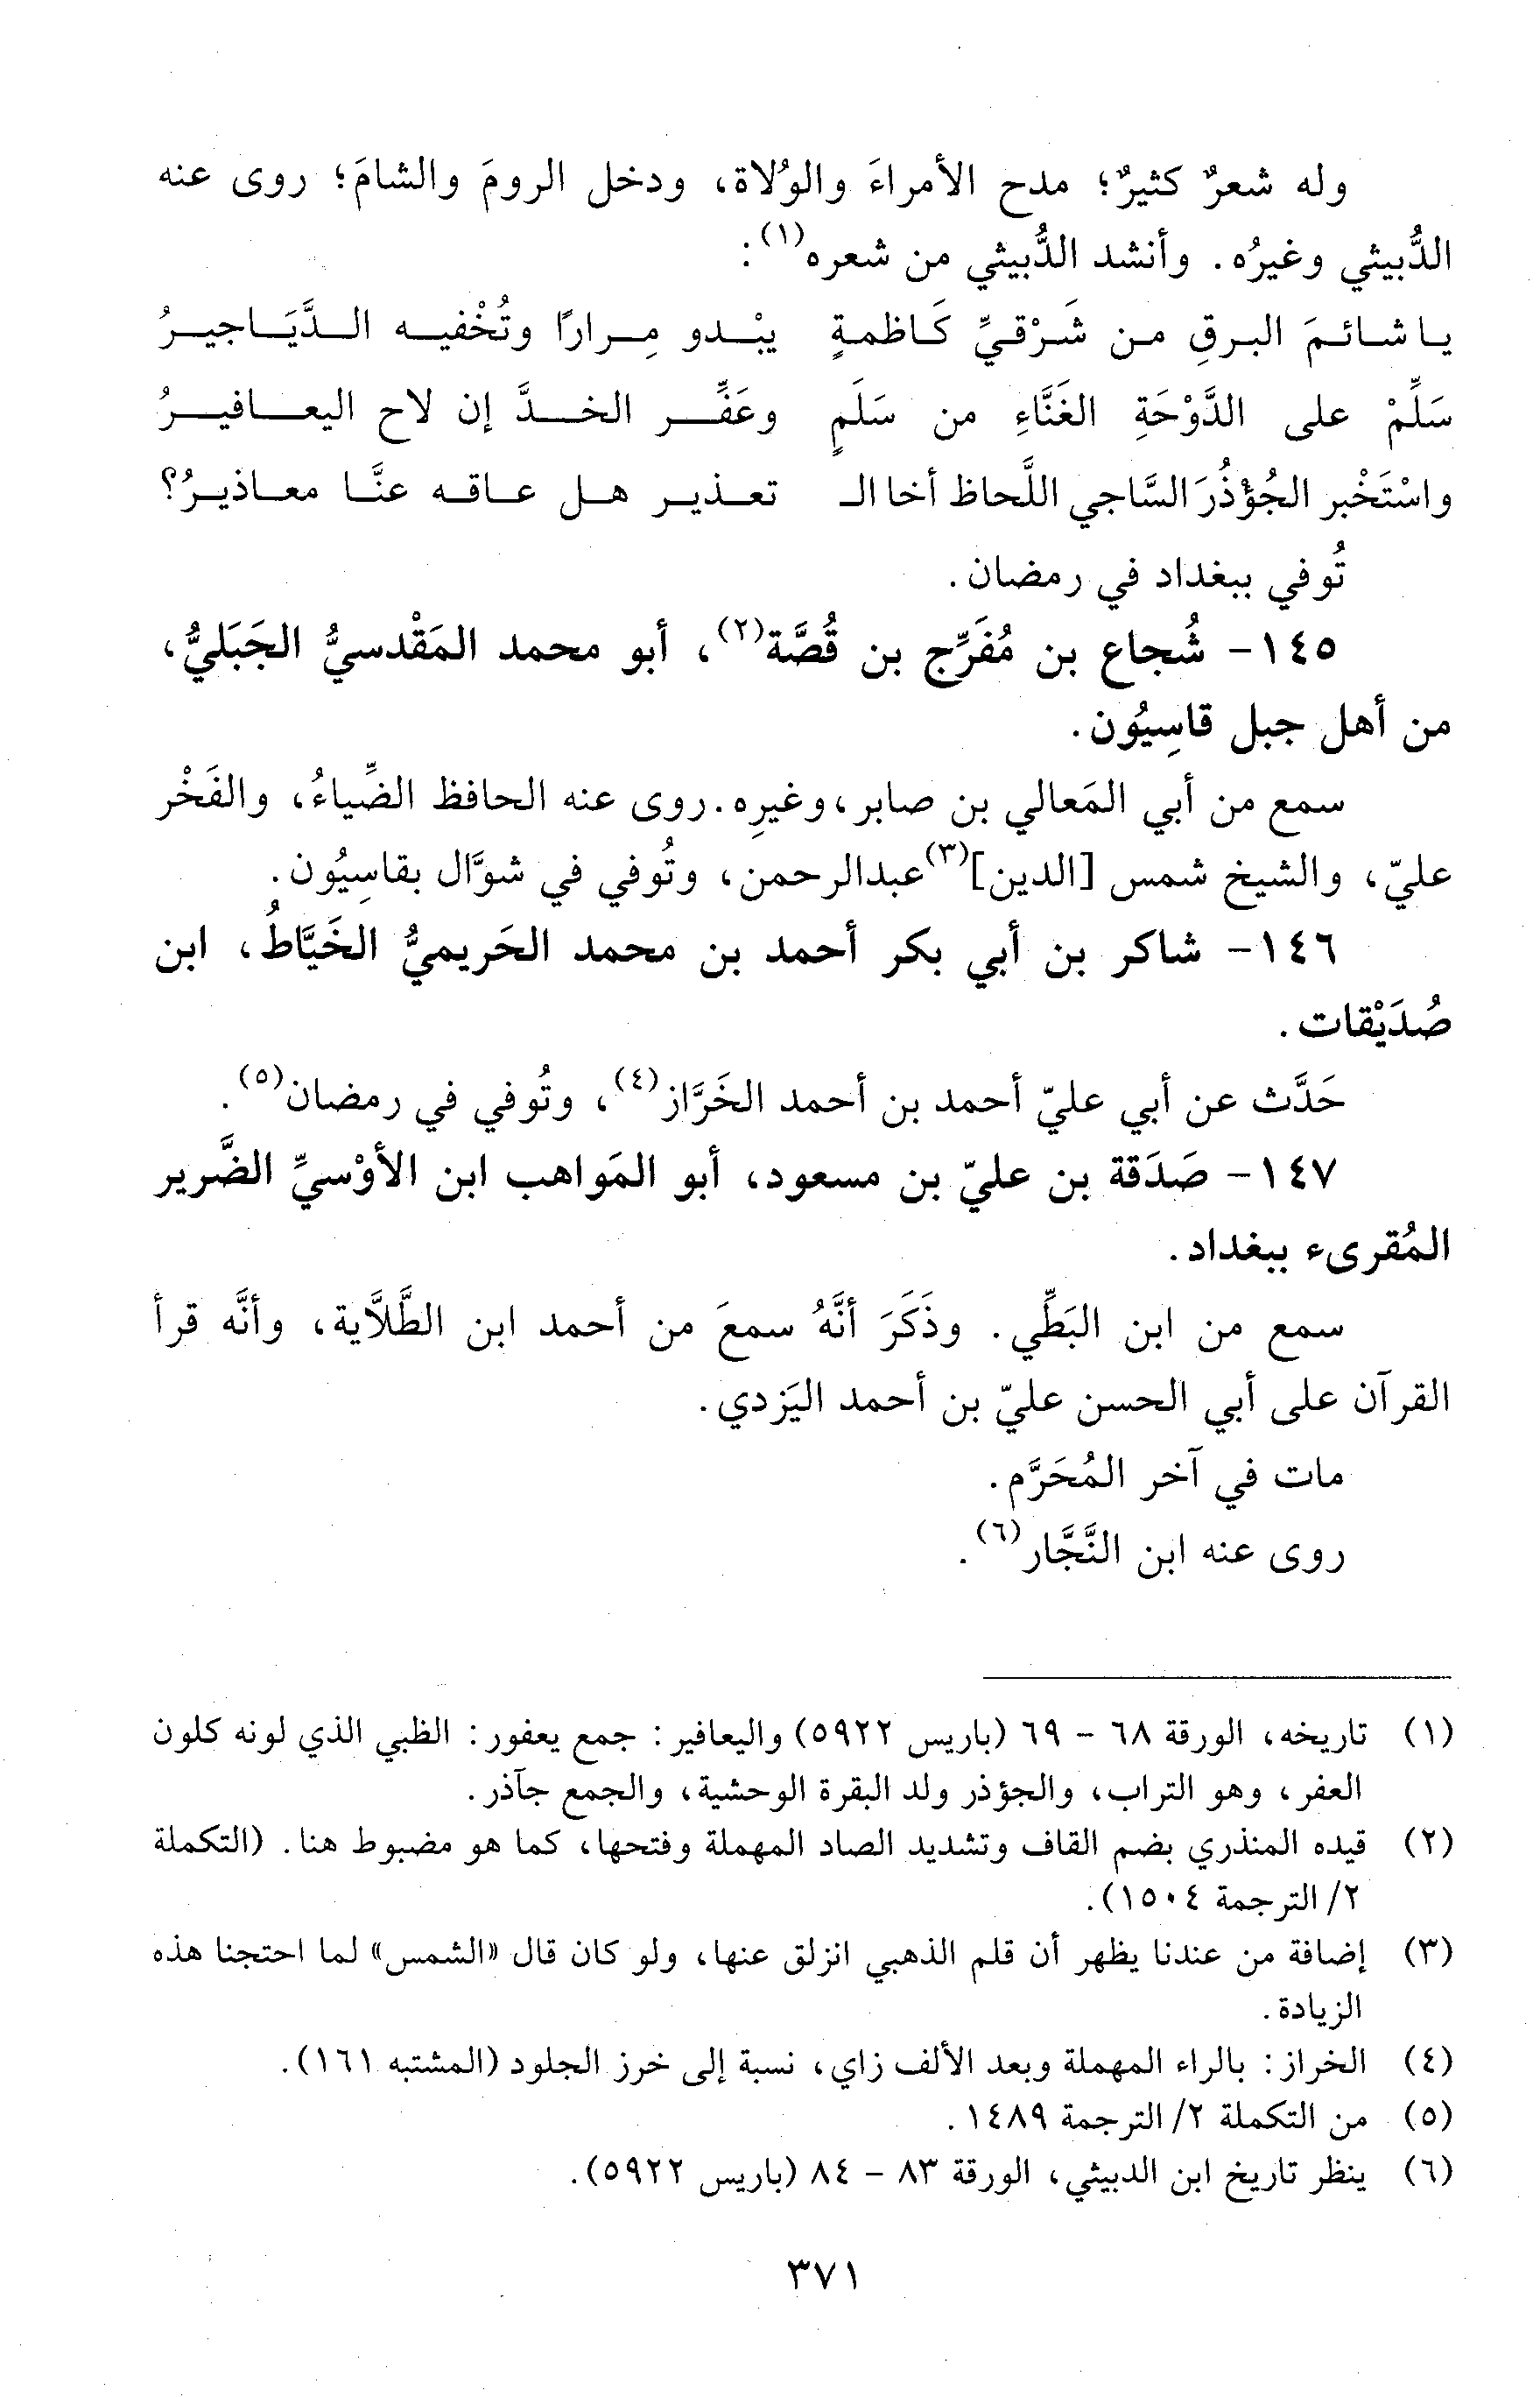 وله شعرٌ كثيرٌ؛ مدح الأمراءَ والوُلاة، ودخل الرومَ والشامَ؛ روى عنه
الدُّبيثي وغيرُه. وأنشد الدُّبيثي من شعره(١):
يا شائمَ البرقِ من شَرْقيِّ كَاظمةٍ يبْدو مِرارًا وتُخْفيه الدَّيَاجيرُ
سَلِّمْ على الدَّوْحَةِ الغَنَّاءِ من سَلَمٍ وعَفِّر الخدَّ إن لاح اليعافيرُ
واسْتَخْبر الجُؤْذُرَ السَّاجي اللَّحاظ أخا الـ تعذير هل عاقه عنَّا معاذيرُ؟
تُوفي ببغداد في رمضان.
١٤٥- شُجاع بن مُفَرِّج بن قُصَّة(٢)، أبو محمد المَقْدسيُّ الجَبَليُّ،
من أهل جبل قاسِيُون.
سمع من أبي المَعالي بن صابر، وغيرِه. روى عنه الحافظ الضِّياءُ، والفَخْر
عليّ، والشيخ شمس [الدين](٣) عبدالرحمن، وتُوفي في شوَّال بقاسِيُون.
١٤٦- شاكر بن أبي بكر أحمد بن محمد الحَريميُّ الخَيَّاطُ، ابن
صُدَيْقات.
حَدَّث عن أبي عليّ أحمد بن أحمد الخَرَّاز(٤)، وتُوفي في رمضان(٥).
١٤٧- صَدَقة بن عليّ بن مسعود، أبو المَواهب ابن الأوْسيِّ الضَّرير
المُقرىء ببغداد.
سمع من ابن البَطِّي. وذَكَرَ أنَّهُ سمعَ من أحمد ابن الطَّلَّاية، وأنَّه قرأ
القرآن على أبي الحسن عليّ بن أحمد اليَزدي.
مات في آخر المُحَرَّم.
روى عنه ابن النَّجَّار(٦).
(١) تاريخه، الورقة ٦٨ - ٦٩ (باريس ٥٩٢٢) واليعافير: جمع يعفور: الظبي الذي لونه كلون
العفر، وهو التراب، والجؤذر ولد البقرة الوحشية، والجمع جآذر.
(٢) قيده المنذري بضم القاف وتشديد الصاد المهملة وفتحها، كما هو مضبوط هنا. (التكملة
٢/ الترجمة ١٥٠٤).
(٣) إضافة من عندنا يظهر أن قلم الذهبي انزلق عنها، ولو كان قال «الشمس» لما احتجنا هذه
الزيادة.
(٤) الخراز: بالراء المهملة وبعد الألف زاي، نسبة إلى خرز الجلود (المشتبه ١٦١).
(٥) من التكملة ٢/ الترجمة ١٤٨٩.
(٦) ينظر تاريخ ابن الدبيثي، الورقة ٨٣ - ٨٤ (باريس ٥٩٢٢).
٣٧١